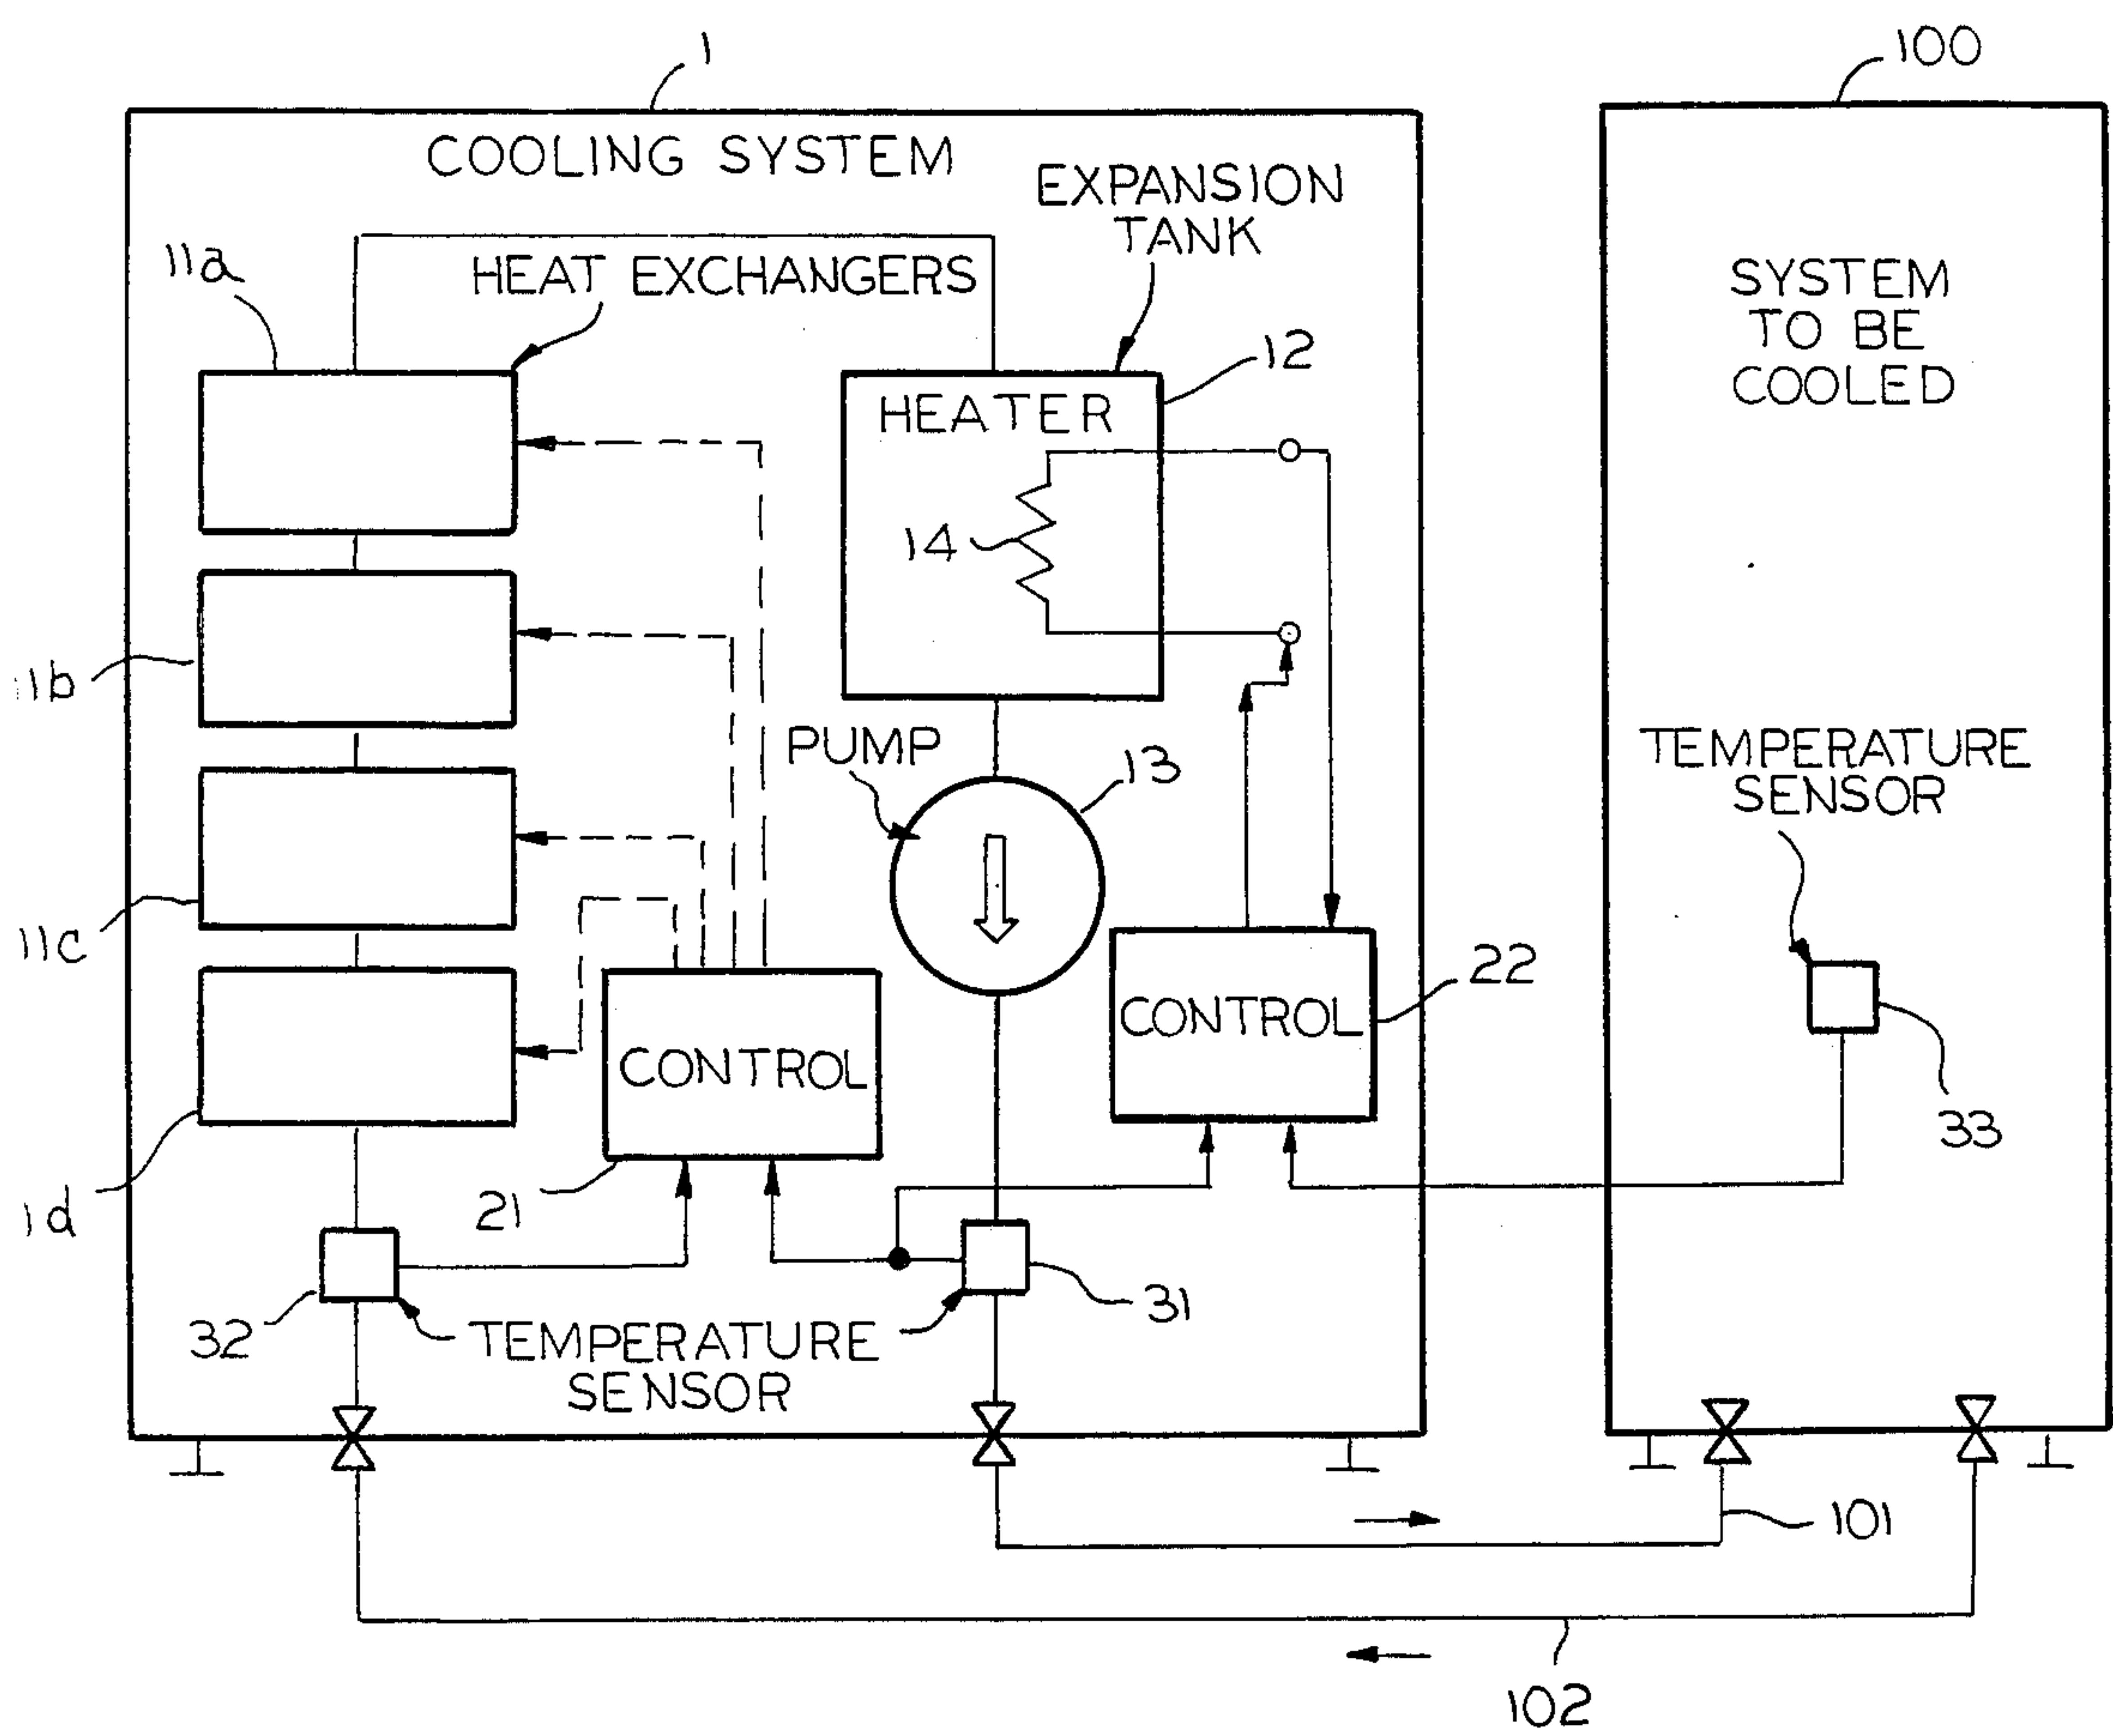 1
100
COOLING SYSTEM
EXPANSION
TANK
11a
HEAT EXCHANGERS
SYSTEM
TO BE
COOLED
12
HEATER
14
11b
PUMP
13
TEMPERATURE
SENSOR
11c
22
CONTROL
CONTROL
33
1d
21
31
32
TEMPERATURE
SENSOR
101
102